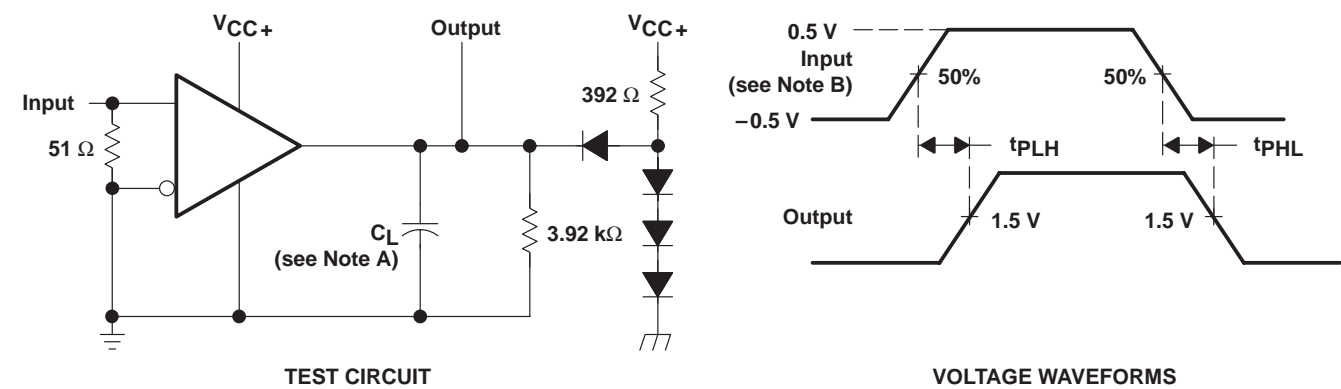 VCC+
Output
VCC+
392 Ω
Input
51 Ω
CL
(see Note A)
3.92 kΩ
TEST CIRCUIT
0.5 V
Input
(see Note B)
50%
50%
−0.5 V
tPLH
tPHL
Output
1.5 V
1.5 V
VOLTAGE WAVEFORMS